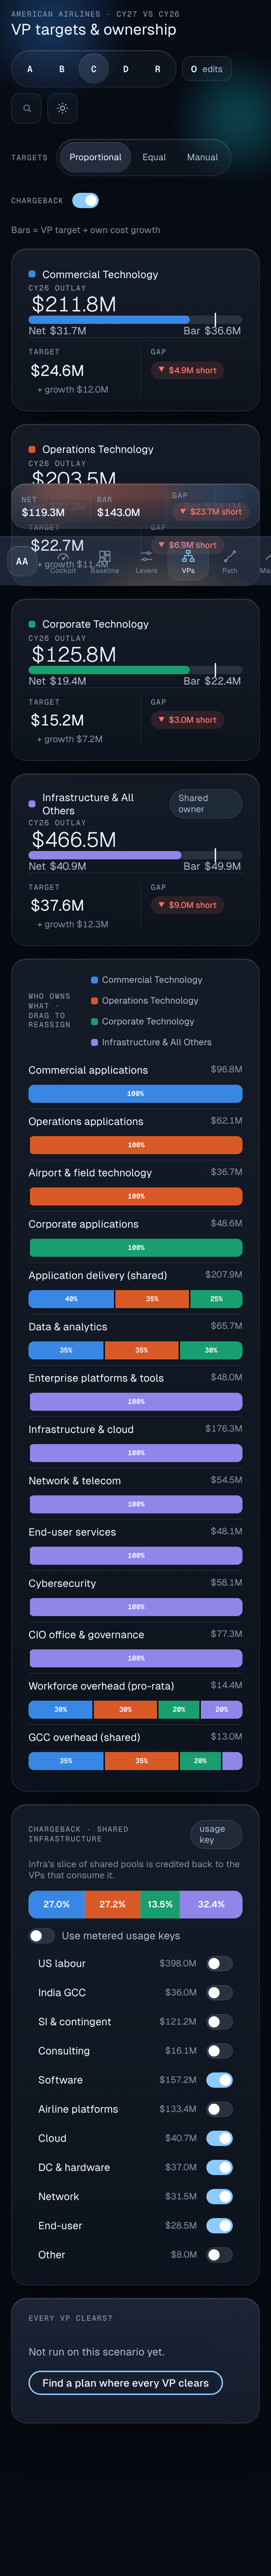 AMERICAN AIRLINES · CY27 VS CY26
VP targets & ownership
A B C D R 0 edits
TARGETS Proportional Equal Manual
CHARGEBACK
Bars = VP target + own cost growth
Commercial Technology
CY26 OUTLAY
$211.8M
Net $31.7M Bar $36.6M
TARGET GAP
$24.6M ▼ $4.9M short
+ growth $12.0M
Operations Technology
CY26 OUTLAY
$203.5M
NET BAR GAP
$119.3M $143.0M ▼ $23.7M short
TARGET
$22.7M ▼ $6.9M short
+ growth $11.4M
AA Cockpit Baseline Levers VPs Path
Corporate Technology
CY26 OUTLAY
$125.8M
Net $19.4M Bar $22.4M
TARGET GAP
$15.2M ▼ $3.0M short
+ growth $7.2M
Infrastructure & All Others Shared owner
CY26 OUTLAY
$466.5M
Net $40.9M Bar $49.9M
TARGET GAP
$37.6M ▼ $9.0M short
+ growth $12.3M
WHO OWNS WHAT · DRAG TO REASSIGN
Commercial Technology
Operations Technology
Corporate Technology
Infrastructure & All Others
Commercial applications $96.8M
100%
Operations applications $62.1M
100%
Airport & field technology $36.7M
100%
Corporate applications $48.6M
100%
Application delivery (shared) $207.9M
40% 35% 25%
Data & analytics $65.7M
35% 35% 30%
Enterprise platforms & tools $48.0M
100%
Infrastructure & cloud $176.3M
100%
Network & telecom $54.5M
100%
End-user services $48.1M
100%
Cybersecurity $58.1M
100%
CIO office & governance $77.3M
100%
Workforce overhead (pro-rata) $14.4M
30% 30% 20% 20%
GCC overhead (shared) $13.0M
35% 35% 20%
CHARGEBACK · SHARED INFRASTRUCTURE usage key
Infra's slice of shared pools is credited back to the
VPs that consume it.
27.0% 27.2% 13.5% 32.4%
Use metered usage keys
US labour $398.0M
India GCC $36.0M
SI & contingent $121.2M
Consulting $16.1M
Software $157.2M
Airline platforms $133.4M
Cloud $40.7M
DC & hardware $37.0M
Network $31.5M
End-user $28.5M
Other $8.0M
EVERY VP CLEARS?
Not run on this scenario yet.
Find a plan where every VP clears